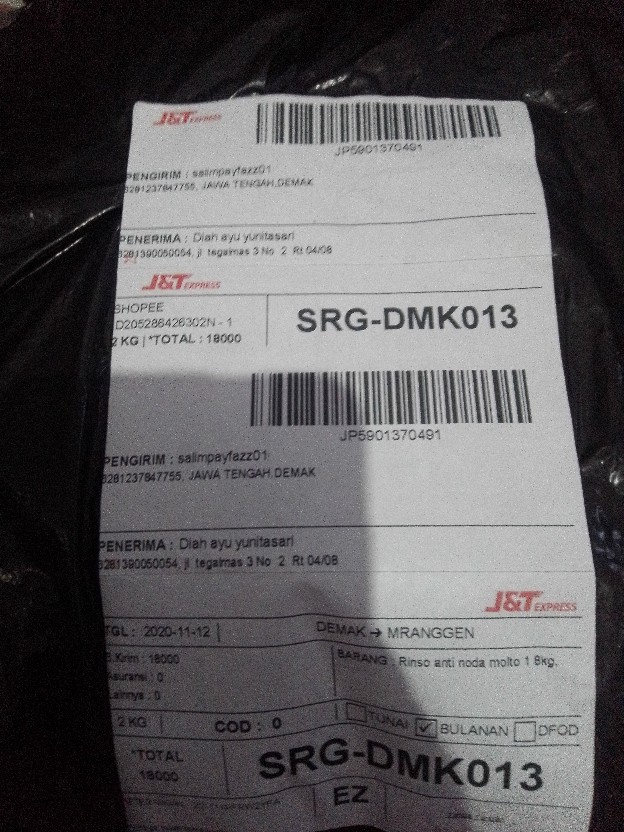 J&T EXPRESS
JP5901370491
PENGIRIM : salimpayfazz01
6281237847755, JAWA TENGAH,DEMAK
PENERIMA : Diah ayu yunitasari
6281390050054, jl tegalmas 3 No 2 Rt 04/08
J&T EXPRESS
SHOPEE
D205286426302N - 1
2 KG | *TOTAL : 18000
SRG-DMK013
JP5901370491
PENGIRIM : salimpayfazz01
6281237847755, JAWA TENGAH,DEMAK
PENERIMA : Diah ayu yunitasari
6281390050054, jl tegalmas 3 No 2 Rt 04/08
J&T EXPRESS
TGL : 2020-11-12
DEMAK → MRANGGEN
B.Kirim : 18000
Asuransi : 0
Lainnya : 0
BARANG : Rinso anti noda molto 1 8kg,
2 KG
COD : 0
TUNAI BULANAN DFOD
*TOTAL
18000
SRG-DMK013
EZ